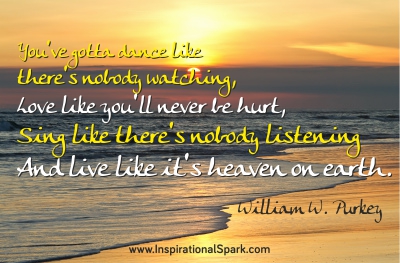 You've gotta dance like
there's nobody watching,
Love like you'll never be hurt,
Sing like there's nobody listening
And live like it's heaven on earth.
William W. Purkey
www.InspirationalSpark.com